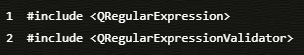 1 #include <QRegularExpression>
2 #include <QRegularExpressionValidator>